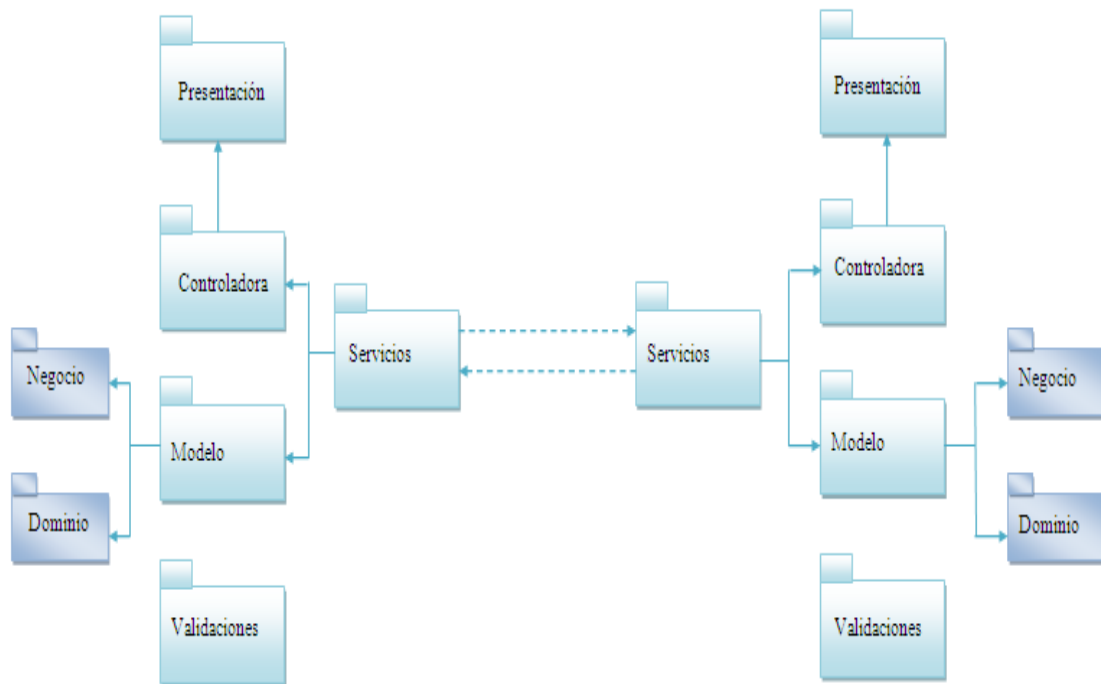 Presentación
Presentación
Controladora
Controladora
Servicios
Servicios
Negocio
Negocio
Modelo
Modelo
Dominio
Dominio
Validaciones
Validaciones